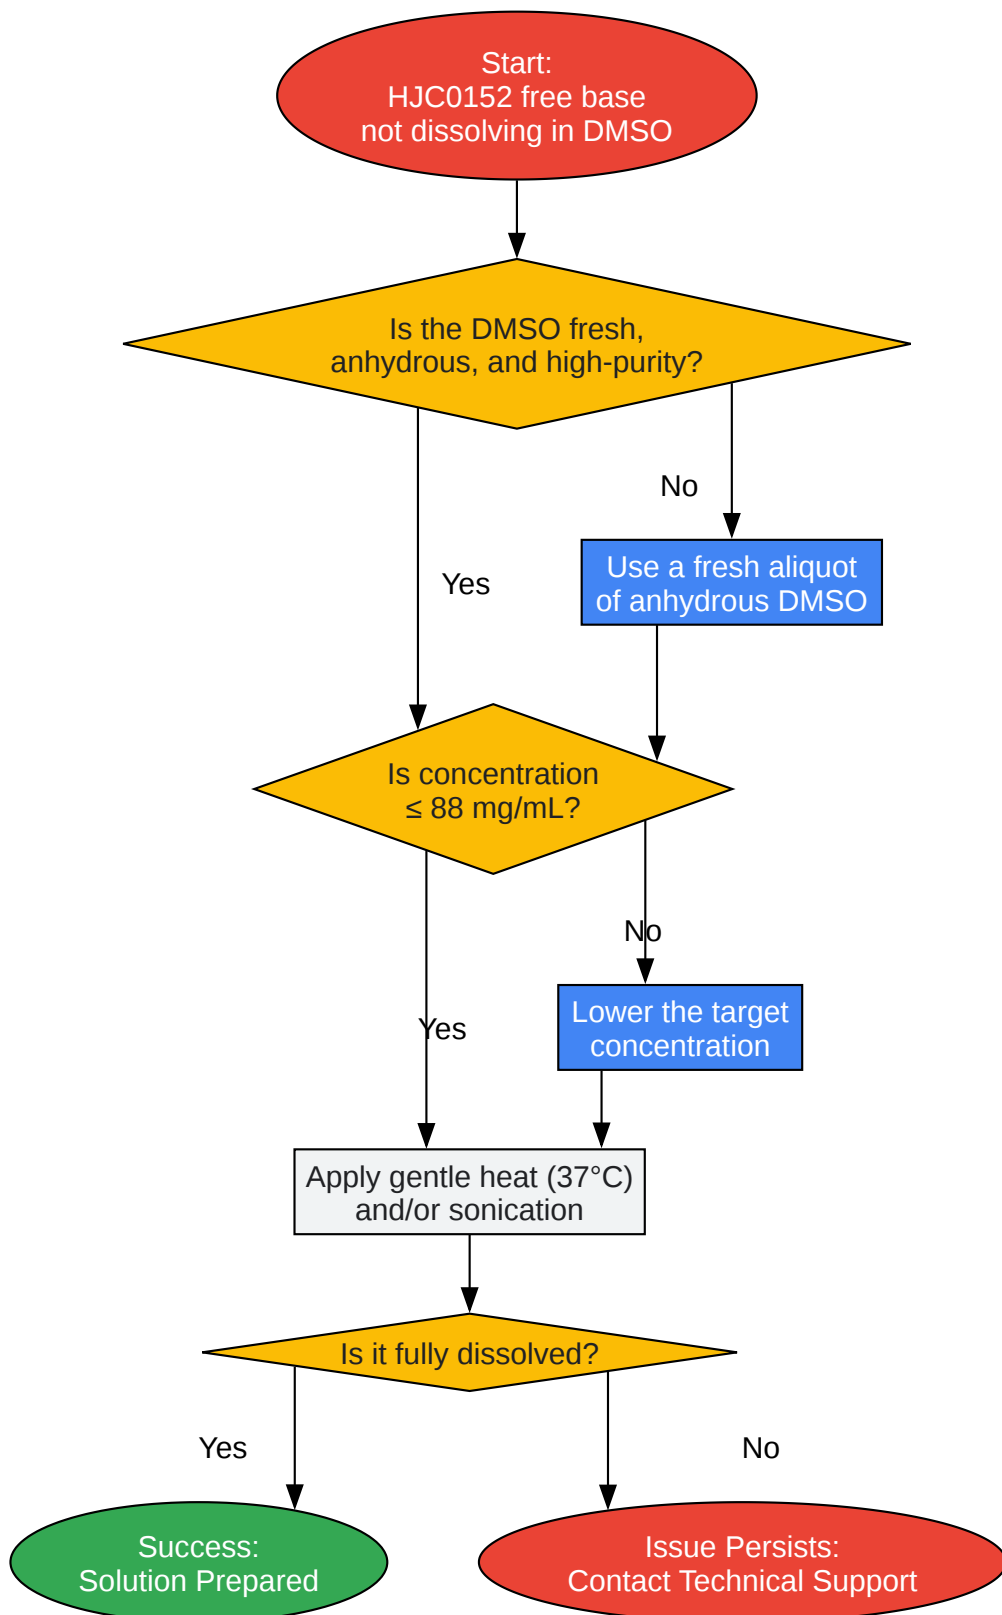 Start:
HJC0152 free base
not dissolving in DMSO
Is the DMSO fresh,
anhydrous, and high-purity?
No
Use a fresh aliquot
of anhydrous DMSO
Yes
Is concentration
≤ 88 mg/mL?
No
Lower the target
concentration
Yes
Apply gentle heat (37°C)
and/or sonication
Is it fully dissolved?
Yes
No
Success:
Solution Prepared
Issue Persists:
Contact Technical Support